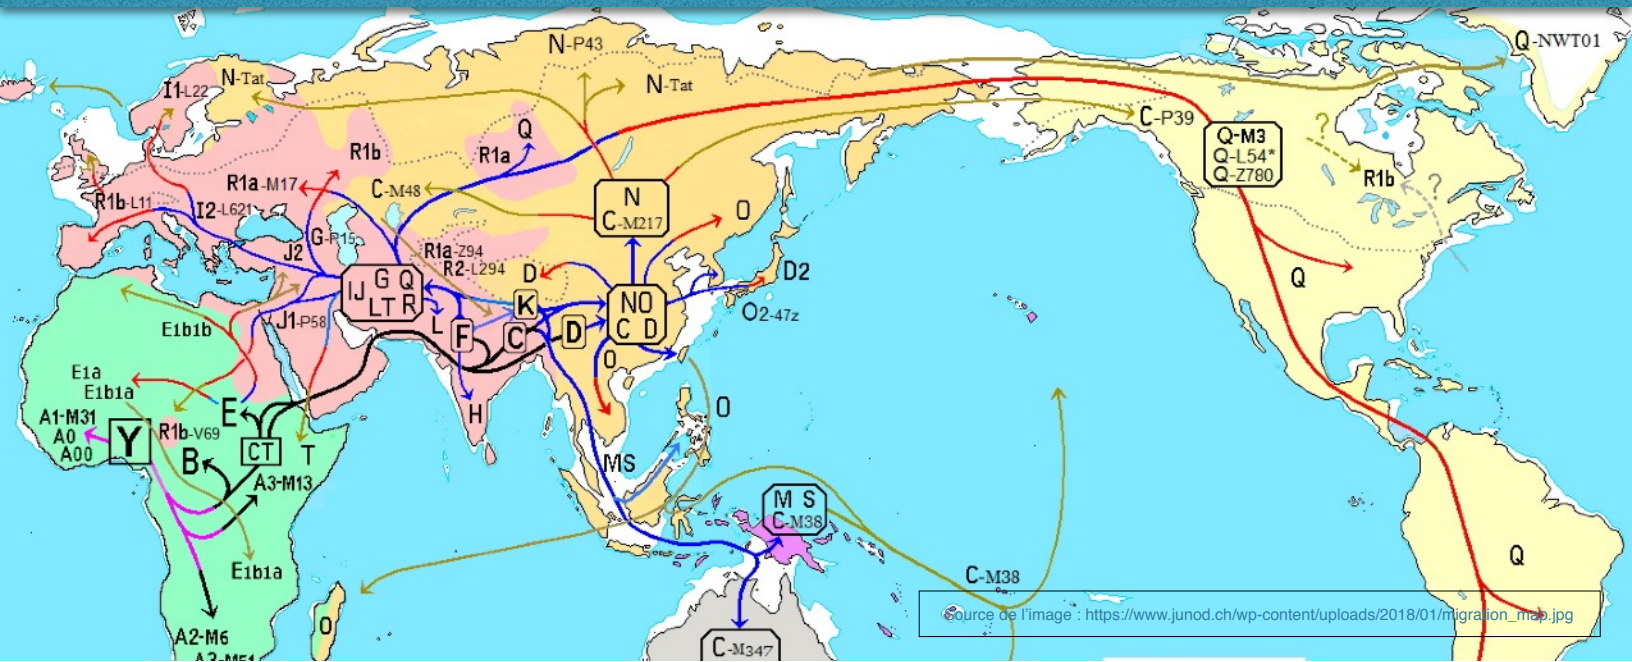 N-P43
Q-NWT01
I1-L22
N-Tat
N-Tat
C-P39
Q
?
Q-M3
Q-L54*
Q-Z780
R1b
R1a
R1b
?
R1a-M17
C-M48
N
C-M217
R1b-L11
I2-L621
O
G-P15
J2
R1a-Z94
R2-L294
D
D2
Q
IJ G Q
LT R
K
NO
C D
O2-47z
J1-P58
L
F
C
D
E1b1b
O
E1a
E1b1a
H
O
A1-M31
A0
A00
Y
E
R1b-V69
CT
T
B
MS
A3-M13
M S
C-M38
Q
E1b1a
C-M38
Source de l'image : https://www.junod.ch/wp-content/uploads/2018/01/migration_map.jpg
O
A2-M6
C-M347
A3-M51